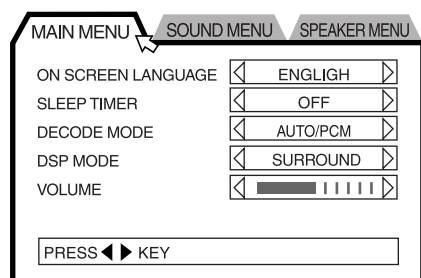 MAIN MENU SOUND MENU SPEAKER MENU
ON SCREEN LANGUAGE ENGLIGH
SLEEP TIMER OFF
DECODE MODE AUTO/PCM
DSP MODE SURROUND
VOLUME
PRESS ◀ ▶ KEY